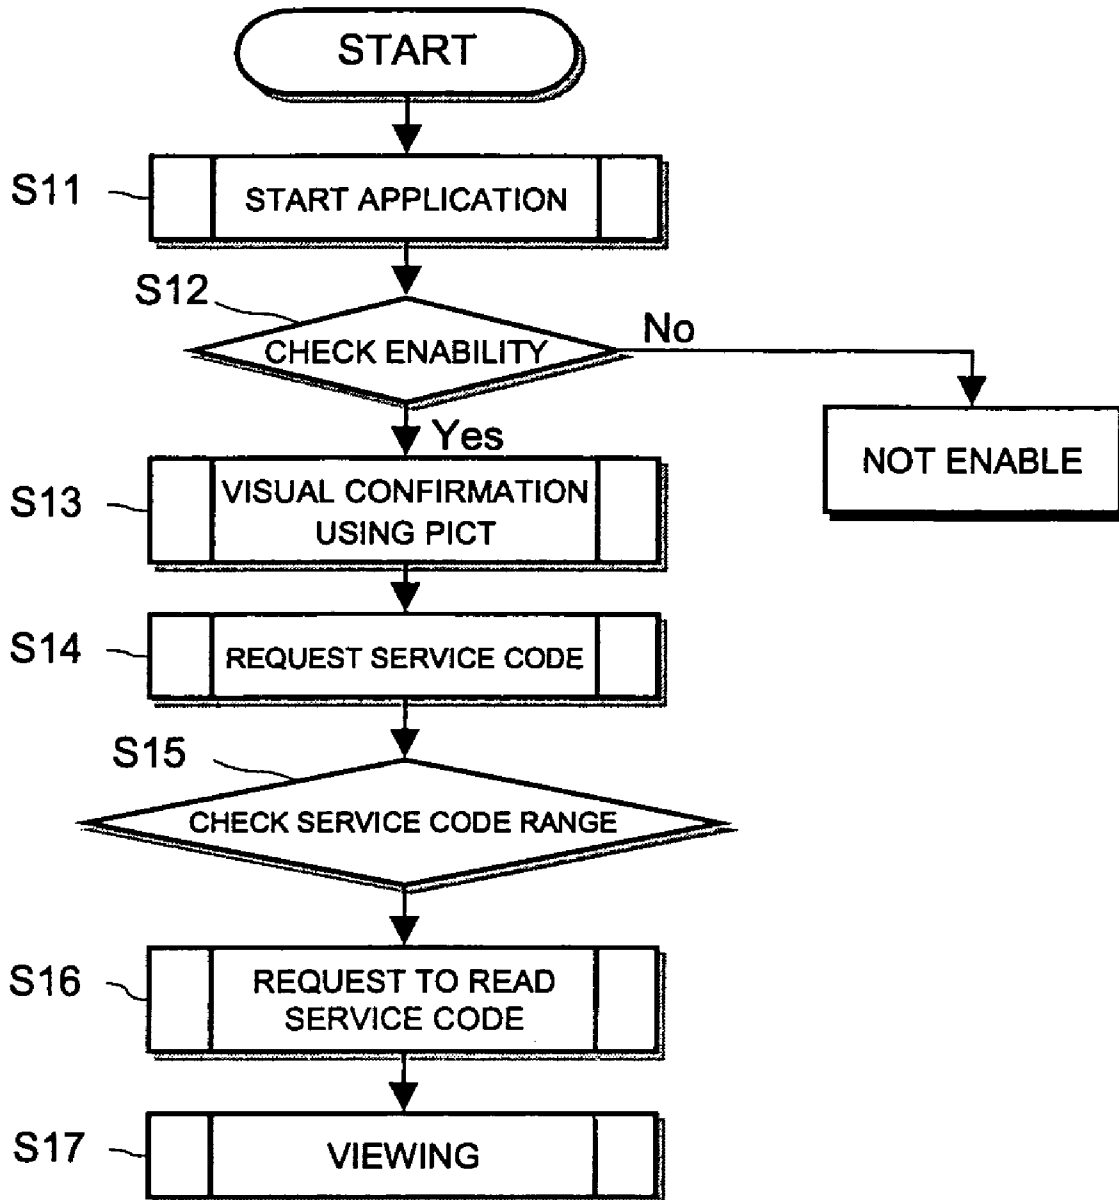 START
S11
START APPLICATION
S12
CHECK ENABILITY
No
NOT ENABLE
Yes
S13
VISUAL CONFIRMATION
USING PICT
S14
REQUEST SERVICE CODE
S15
CHECK SERVICE CODE RANGE
S16
REQUEST TO READ
SERVICE CODE
S17
VIEWING